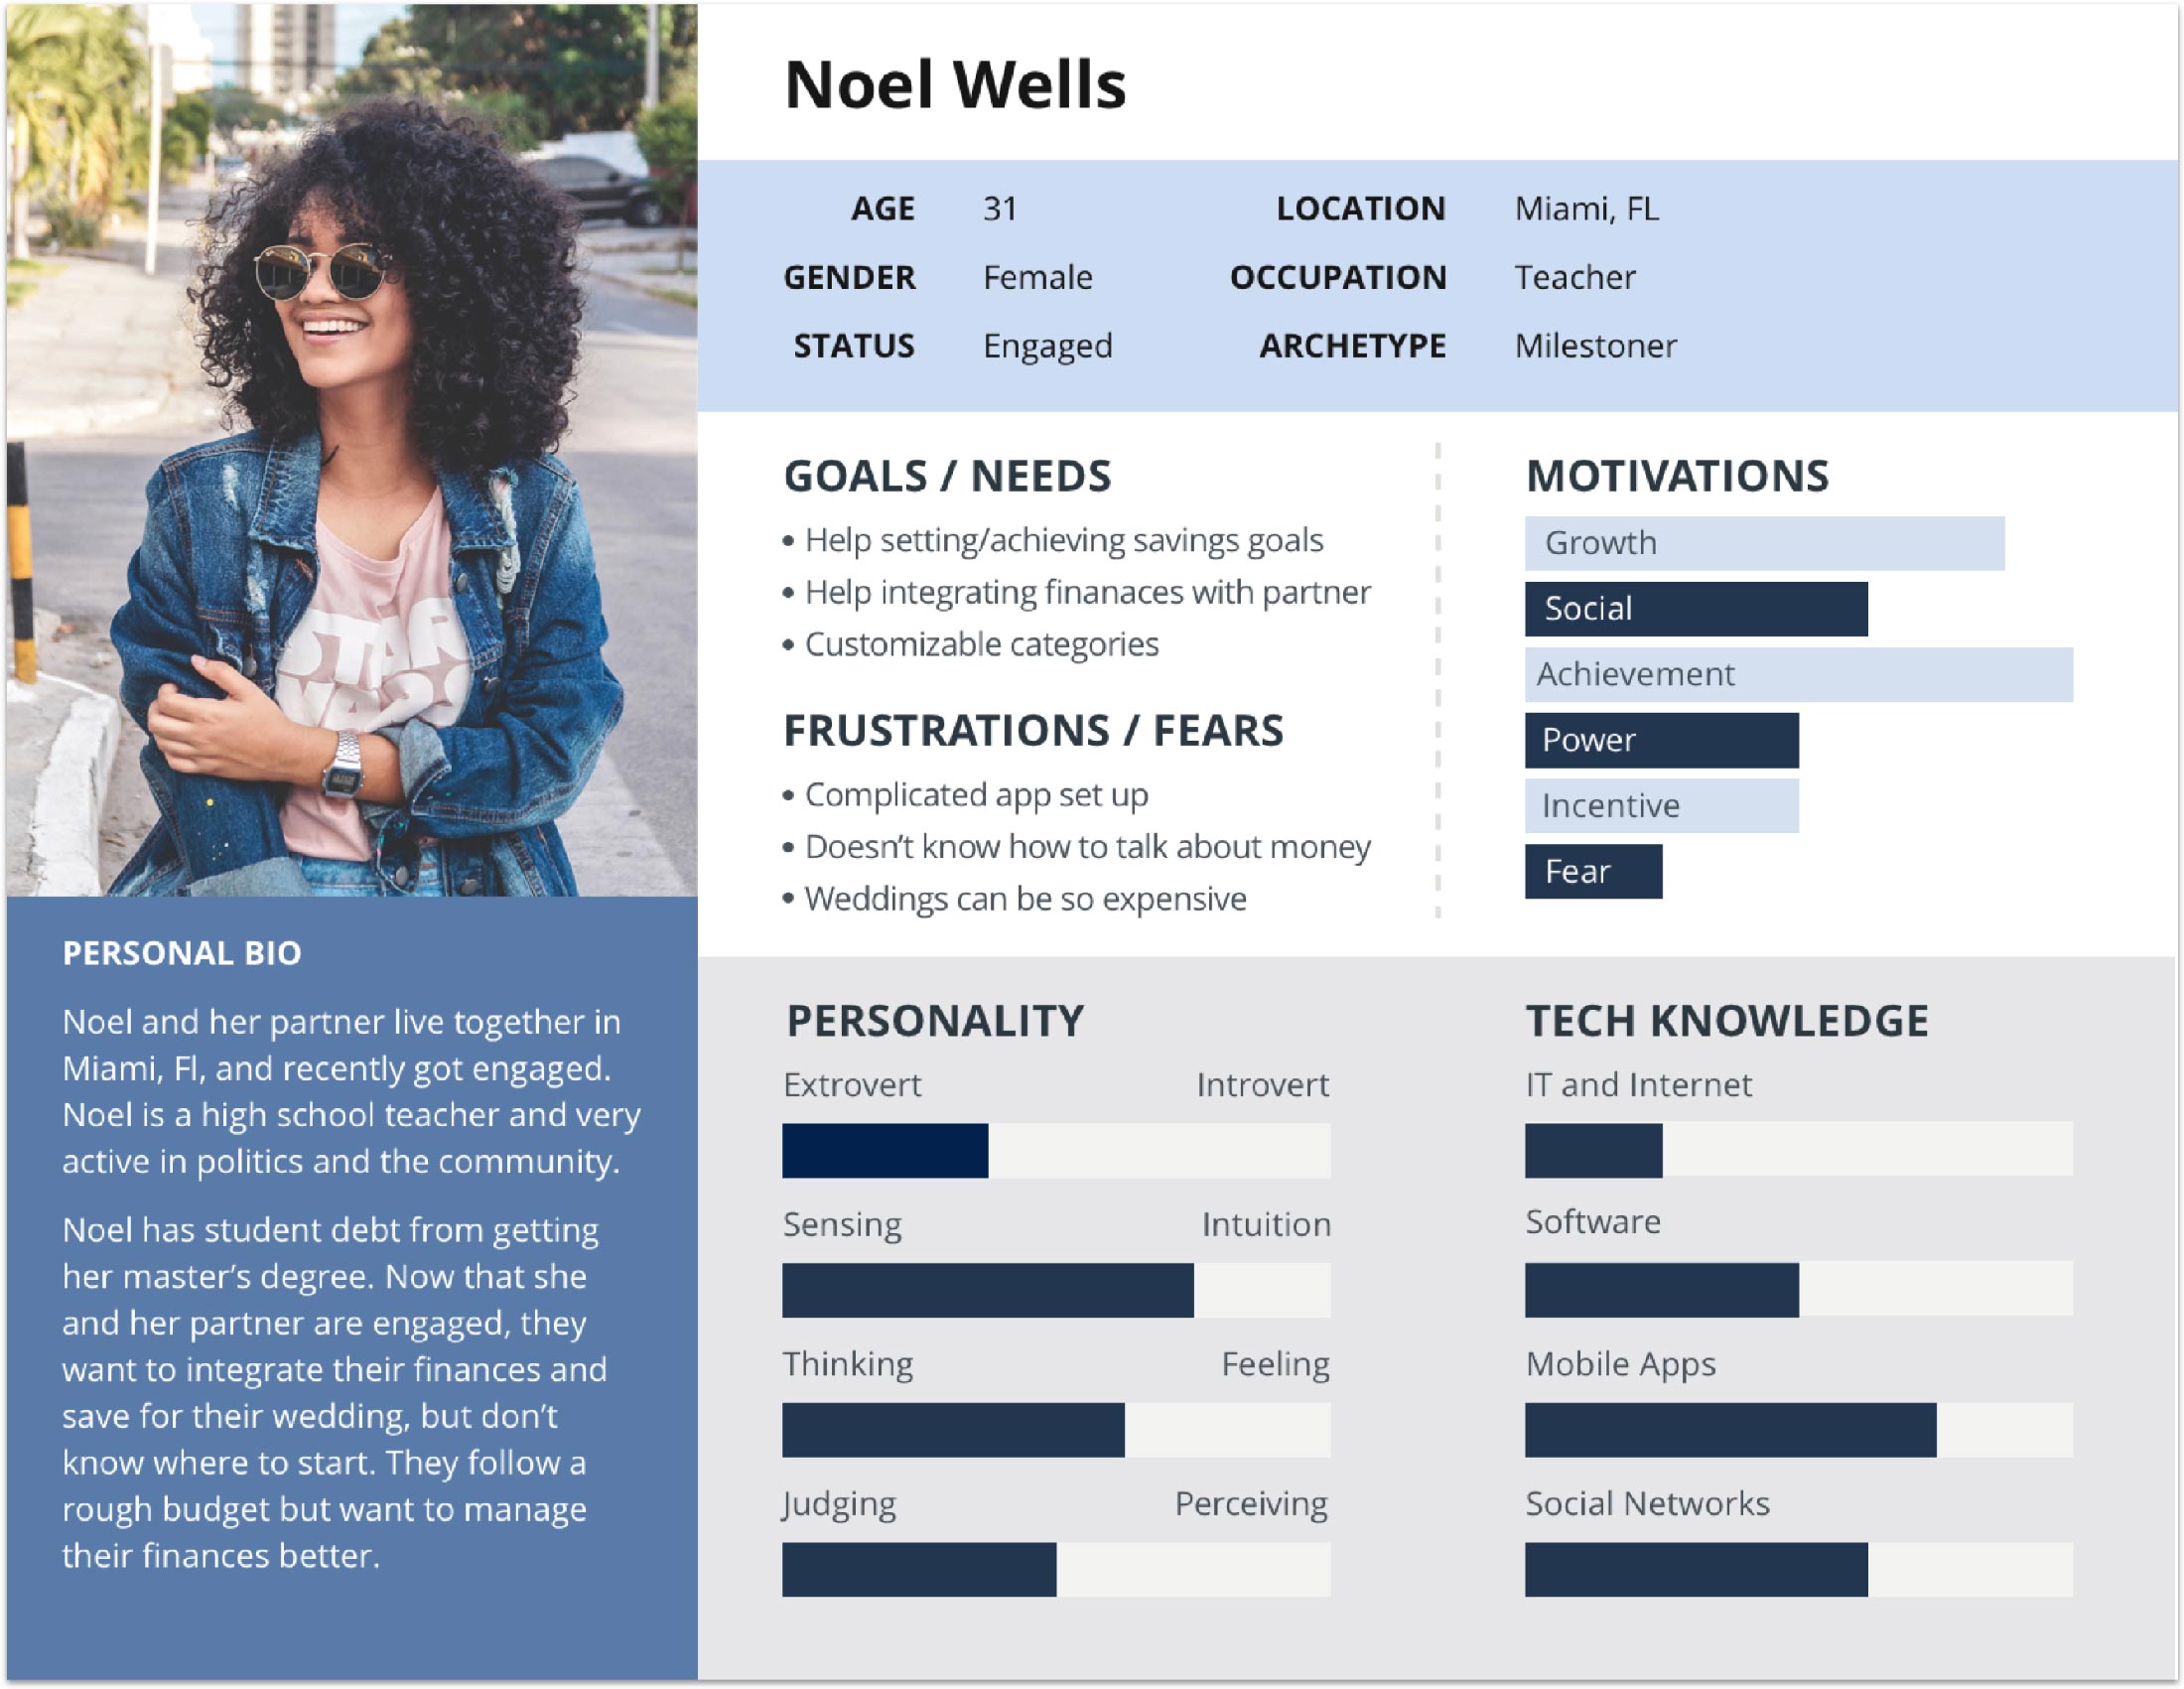 Noel Wells
AGE 31 LOCATION Miami, FL
GENDER Female OCCUPATION Teacher
STATUS Engaged ARCHETYPE Milestoner
GOALS / NEEDS
• Help setting/achieving savings goals
• Help integrating finanaces with partner
• Customizable categories
FRUSTRATIONS / FEARS
• Complicated app set up
• Doesn’t know how to talk about money
• Weddings can be so expensive
MOTIVATIONS
Growth
Social
Achievement
Power
Incentive
Fear
STAR
WARS
PERSONAL BIO
Noel and her partner live together in
Miami, Fl, and recently got engaged.
Noel is a high school teacher and very
active in politics and the community.
Noel has student debt from getting
her master’s degree. Now that she
and her partner are engaged, they
want to integrate their finances and
save for their wedding, but don’t
know where to start. They follow a
rough budget but want to manage
their finances better.
PERSONALITY
Extrovert Introvert
Sensing Intuition
Thinking Feeling
Judging Perceiving
TECH KNOWLEDGE
IT and Internet
Software
Mobile Apps
Social Networks